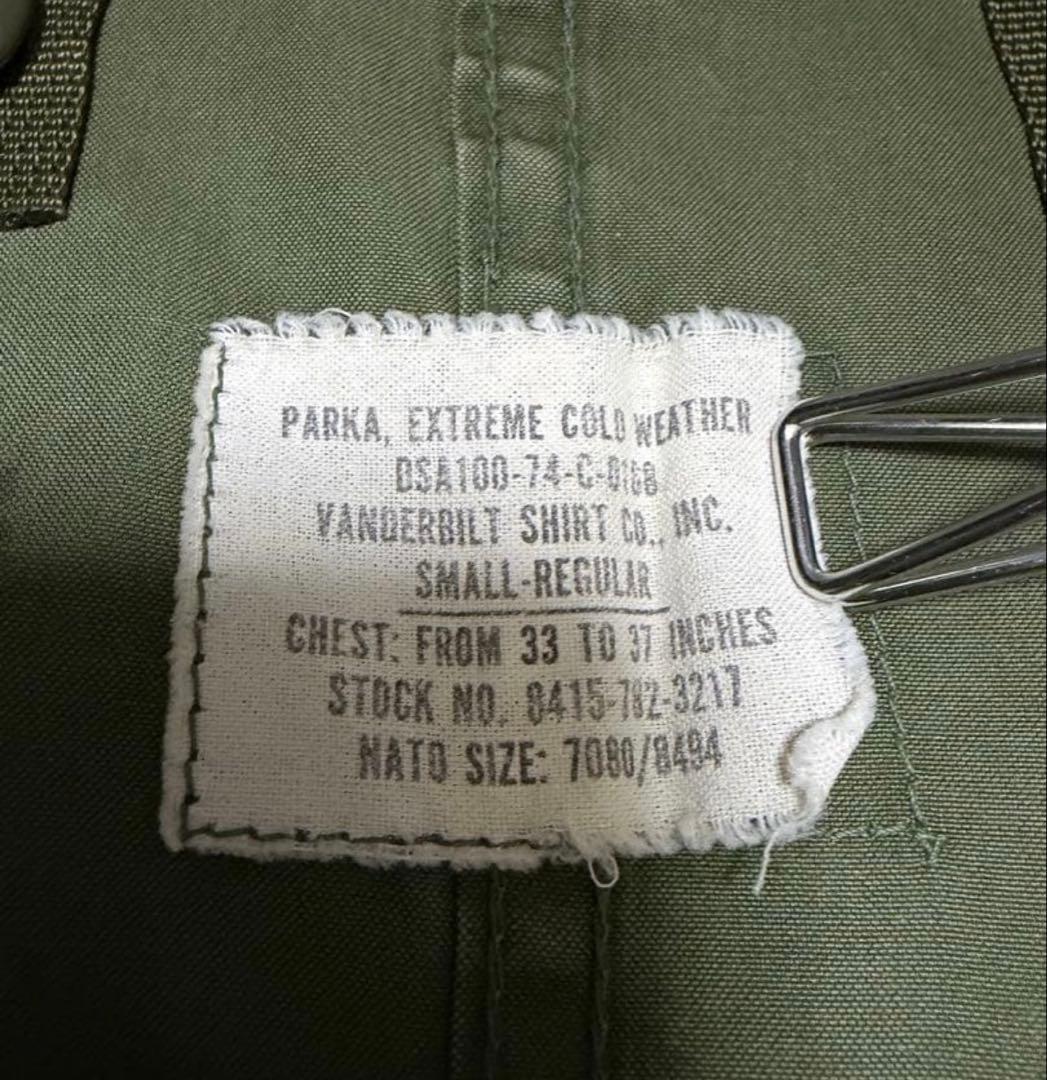 PARKA, EXTREME COLD WEATHER
DSA100-74-C-0168
VANDERBILT SHIRT CO., INC.
SMALL-REGULAR
CHEST: FROM 33 TO 37 INCHES
STOCK NO. 8415-782-3217
NATO SIZE: 7080/8494